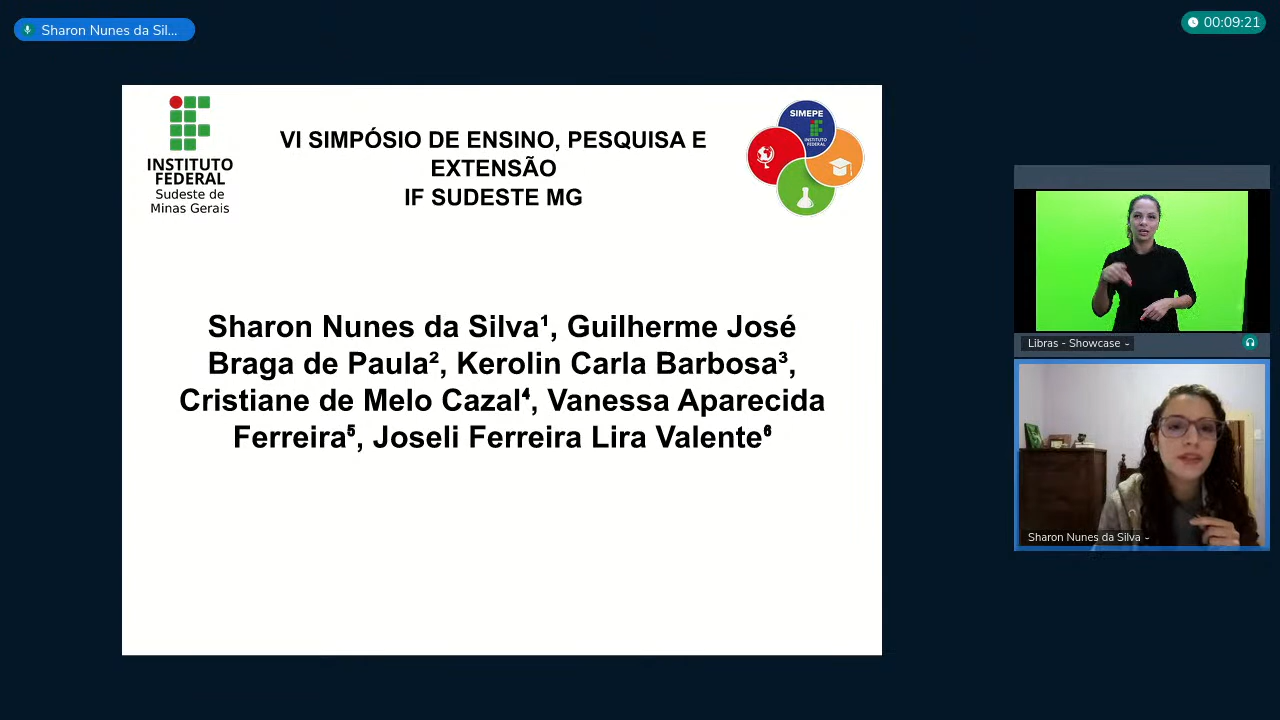 Sharon Nunes da Sil...
00:09:21
INSTITUTO
FEDERAL
Sudeste de
Minas Gerais
VI SIMPÓSIO DE ENSINO, PESQUISA E
EXTENSÃO
IF SUDESTE MG
SIMEPE
INSTITUTO
FEDERAL
Sharon Nunes da Silva¹, Guilherme José
Braga de Paula², Kerolin Carla Barbosa³,
Cristiane de Melo Cazal⁴, Vanessa Aparecida
Ferreira⁵, Joseli Ferreira Lira Valente⁶
Libras - Showcase
Sharon Nunes da Silva